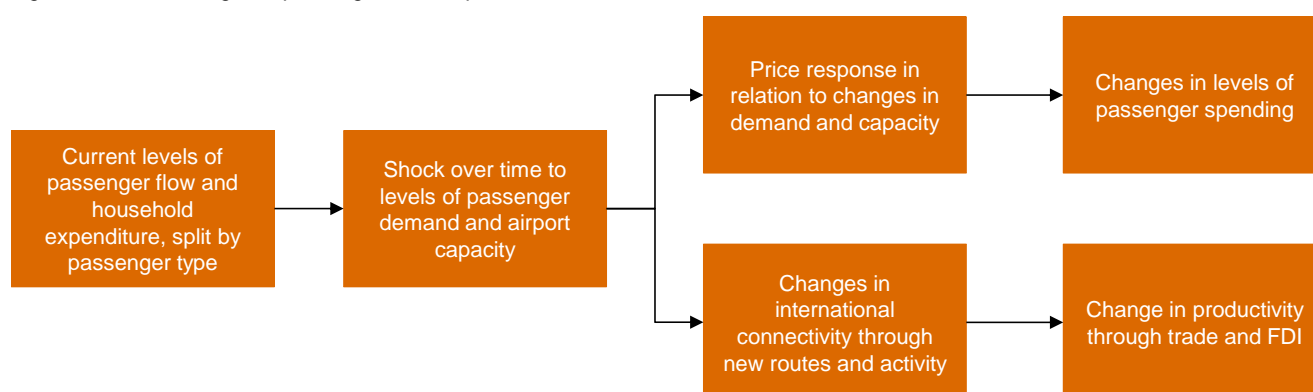 Current levels of
passenger flow and
household
expenditure, split by
passenger type
Shock over time to
levels of passenger
demand and airport
capacity
Price response in
relation to changes in
demand and capacity
Changes in levels of
passenger spending
Changes in
international
connectivity through
new routes and activity
Change in productivity
through trade and FDI